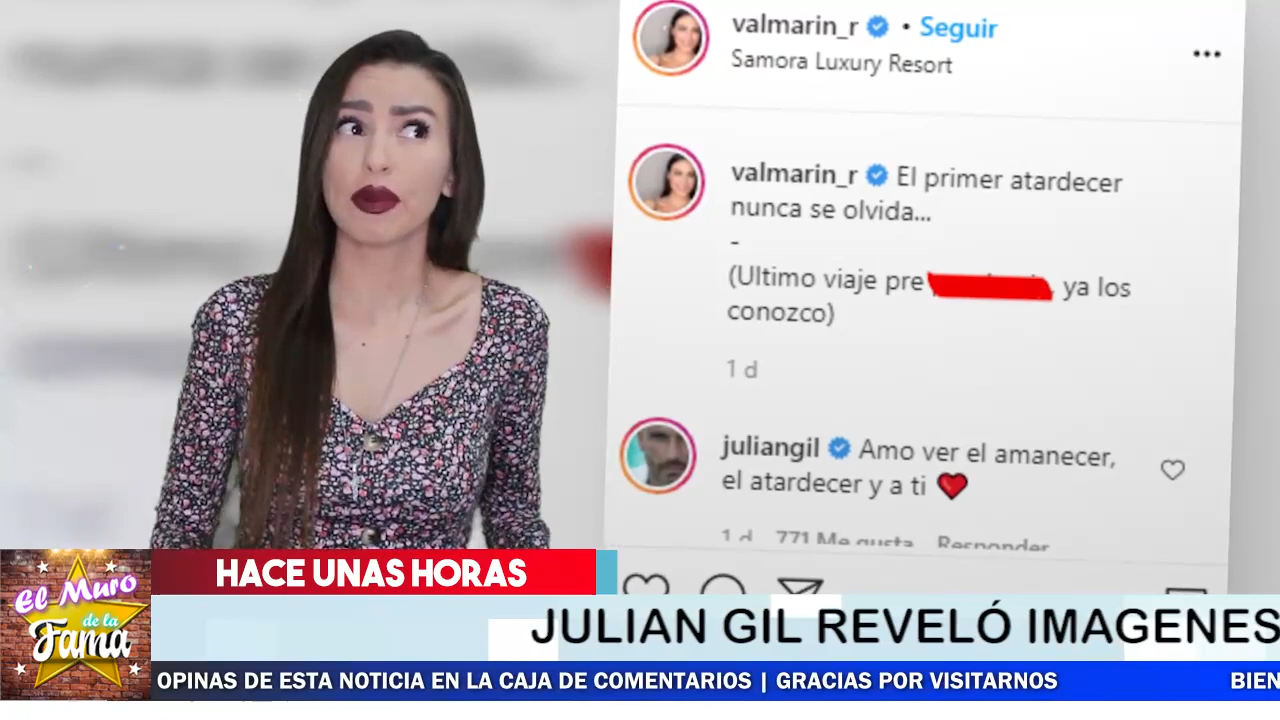 valmarin_r • Seguir
Samora Luxury Resort
valmarin_r El primer atardecer
nunca se olvida...
-
(Ultimo viaje pre , ya los
conozco)
1 d
juliangil Amo ver el amanecer,
el atardecer y a ti ❤
1 d 771 Me gusta Responder
HACE UNAS HORAS
El Muro
de la
Fama
JULIAN GIL REVELÓ IMAGENES
OPINAS DE ESTA NOTICIA EN LA CAJA DE COMENTARIOS | GRACIAS POR VISITARNOS BIEN